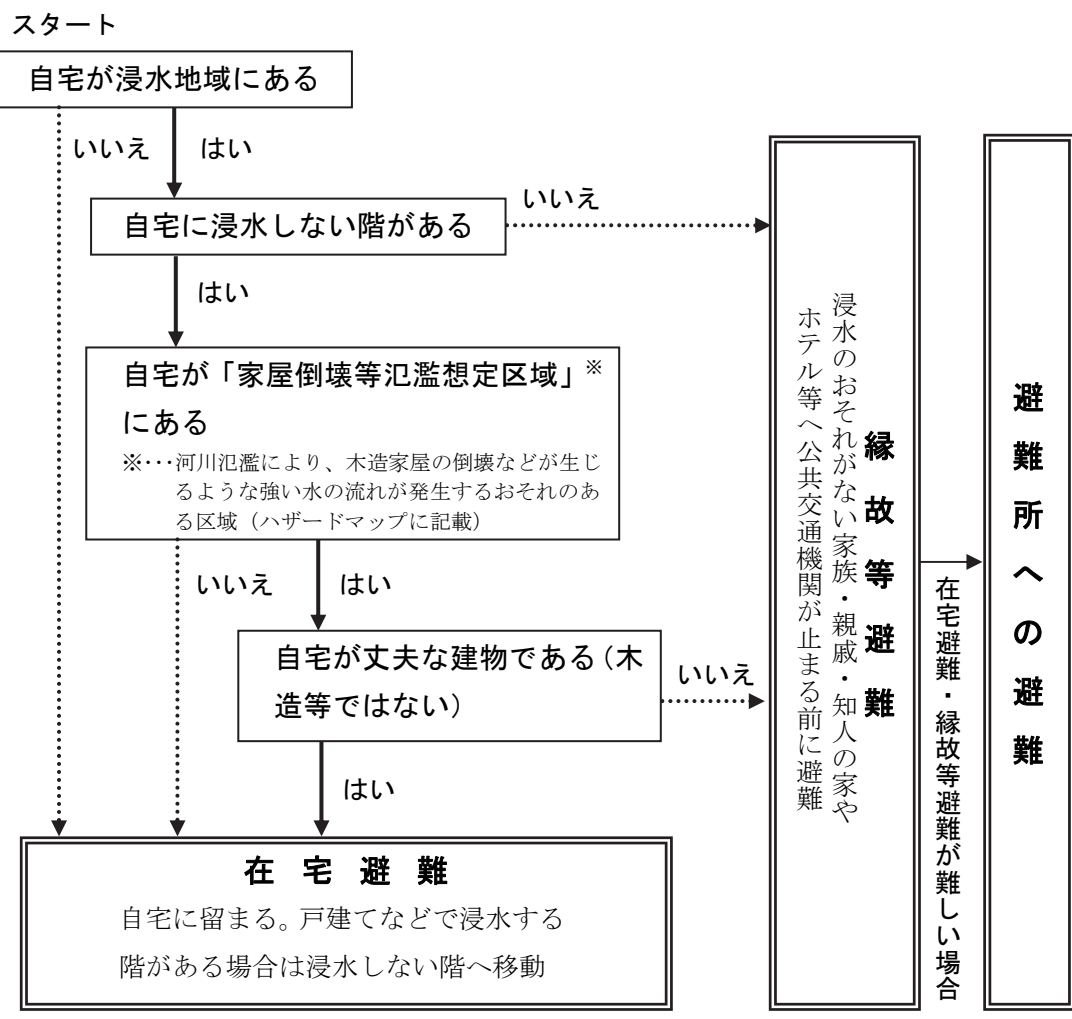 スタート
自宅が浸水地域にある
いいえ
はい
自宅に浸水しない階がある
いいえ
はい
自宅が「家屋倒壊等氾濫想定区域」※
にある
※･･･河川氾濫により、木造家屋の倒壊などが生じ
るような強い水の流れが発生するおそれのあ
る区域（ハザードマップに記載）
いいえ
はい
自宅が丈夫な建物である（木
造等ではない）
いいえ
はい
在宅避難
自宅に留まる。戸建てなどで浸水する
階がある場合は浸水しない階へ移動
縁故等避難
浸水のおそれがない家族・親戚・知人の家や
ホテル等へ公共交通機関が止まる前に避難
在宅避難・縁故等避難が難しい場合
避難所への避難